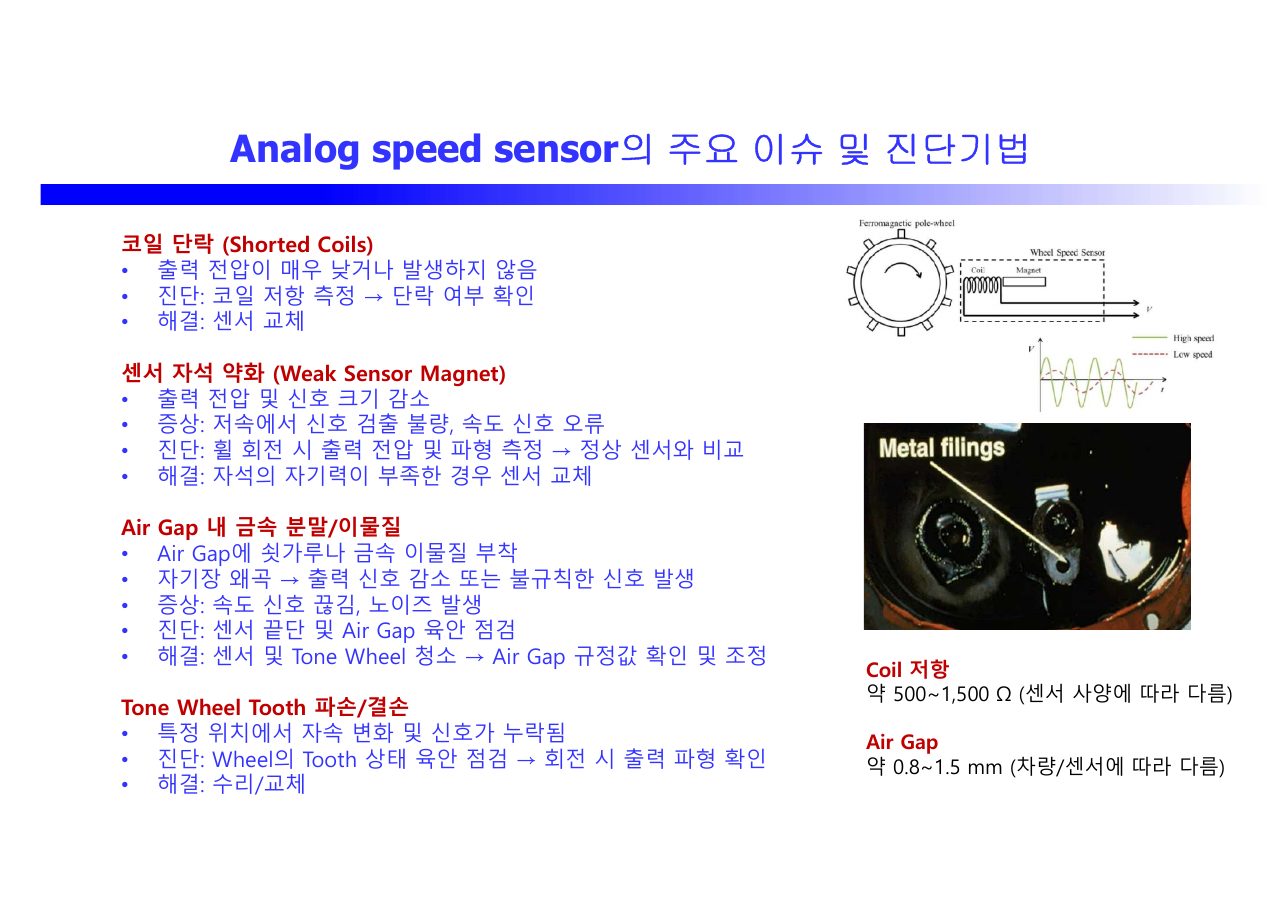 Analog speed sensor의 주요 이슈 및 진단기법
코일 단락 (Shorted Coils)
• 출력 전압이 매우 낮거나 발생하지 않음
• 진단: 코일 저항 측정 → 단락 여부 확인
• 해결: 센서 교체
센서 자석 약화 (Weak Sensor Magnet)
• 출력 전압 및 신호 크기 감소
• 증상: 저속에서 신호 검출 불량, 속도 신호 오류
• 진단: 휠 회전 시 출력 전압 및 파형 측정 → 정상 센서와 비교
• 해결: 자석의 자기력이 부족한 경우 센서 교체
Air Gap 내 금속 분말/이물질
• Air Gap에 쇳가루나 금속 이물질 부착
• 자기장 왜곡 → 출력 신호 감소 또는 불규칙한 신호 발생
• 증상: 속도 신호 끊김, 노이즈 발생
• 진단: 센서 끝단 및 Air Gap 육안 점검
• 해결: 센서 및 Tone Wheel 청소 → Air Gap 규정값 확인 및 조정
Tone Wheel Tooth 파손/결손
• 특정 위치에서 자속 변화 및 신호가 누락됨
• 진단: Wheel의 Tooth 상태 육안 점검 → 회전 시 출력 파형 확인
• 해결: 수리/교체
Ferromagnetic pole-wheel
Wheel Speed Sensor
Coil Magnet
V
High speed
Low speed
V
t
Metal filings
Coil 저항
약 500~1,500 Ω (센서 사양에 따라 다름)
Air Gap
약 0.8~1.5 mm (차량/센서에 따라 다름)